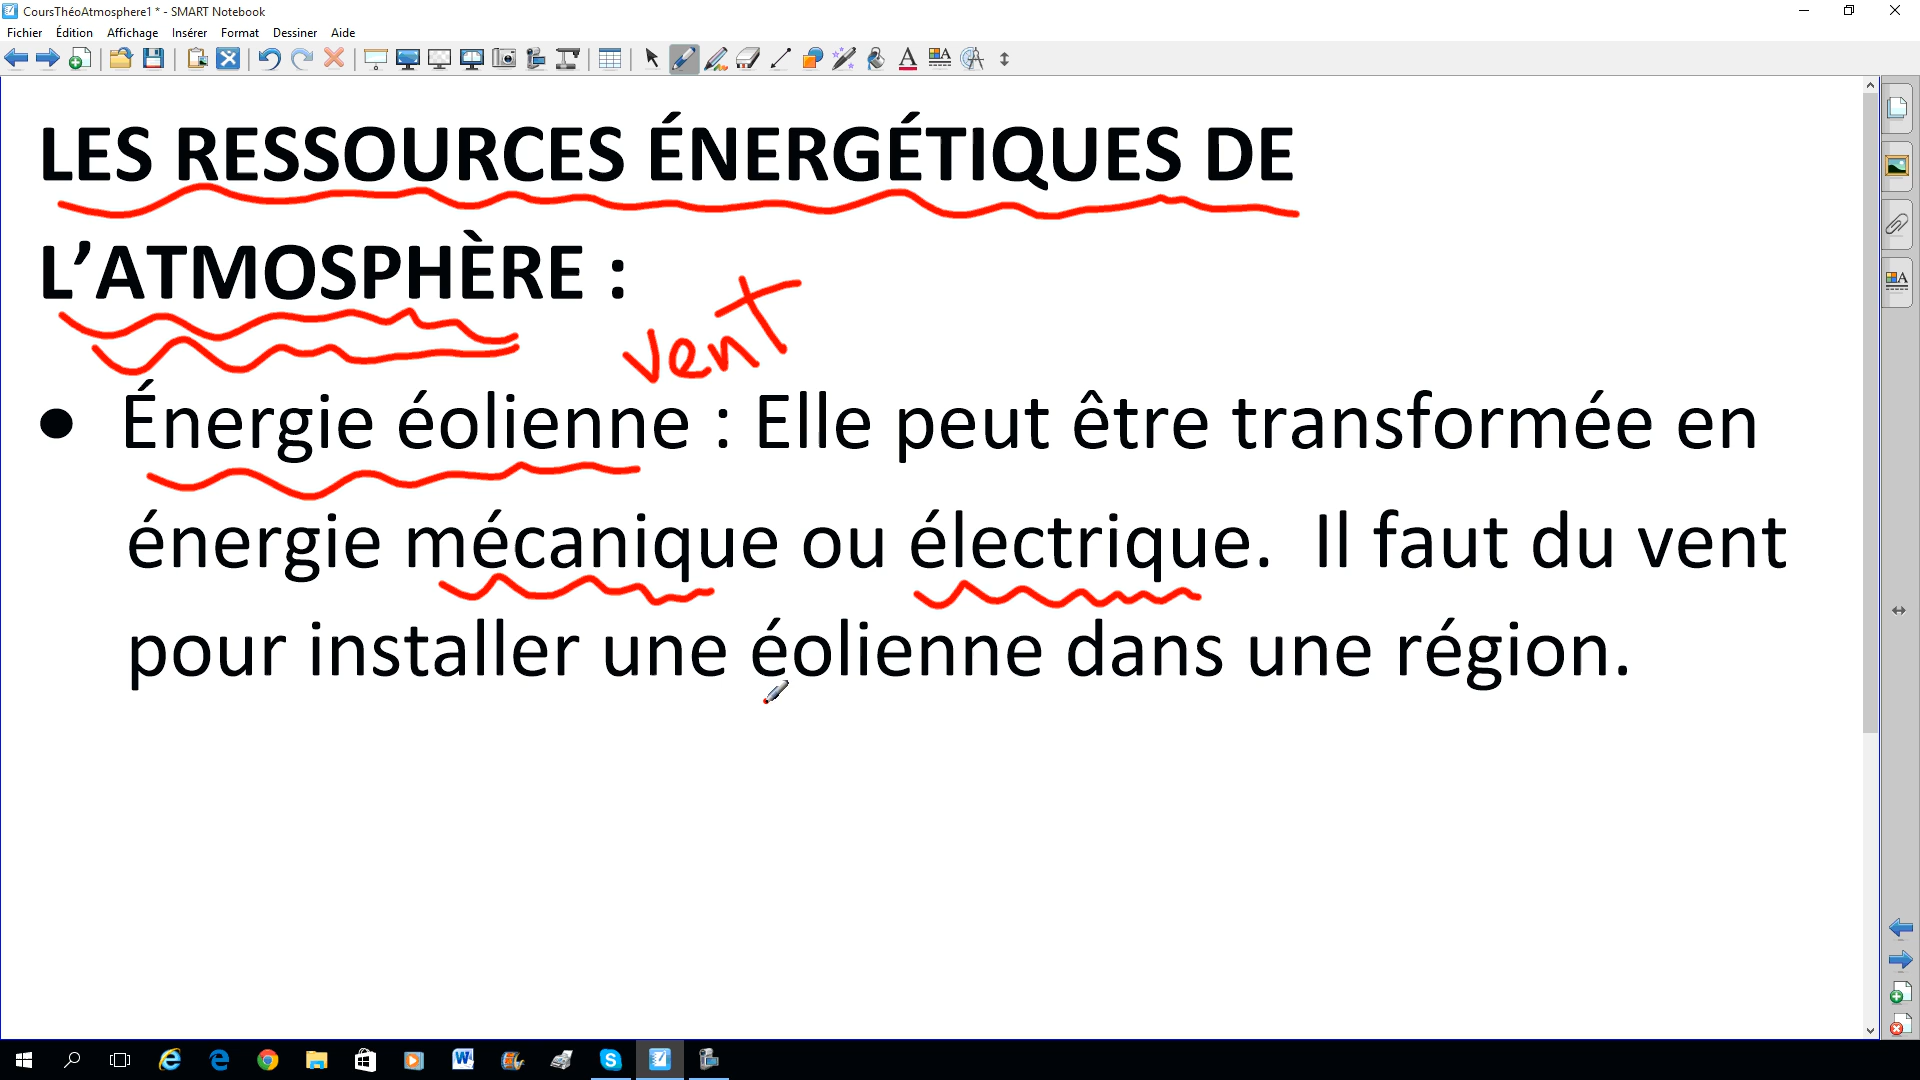 CoursThéoAtmosphere1 * - SMART Notebook
Fichier Édition Affichage Insérer Format Dessiner Aide
LES RESSOURCES ÉNERGÉTIQUES DE
L’ATMOSPHÈRE :
vent
• Énergie éolienne : Elle peut être transformée en
énergie mécanique ou électrique. Il faut du vent
pour installer une éolienne dans une région.